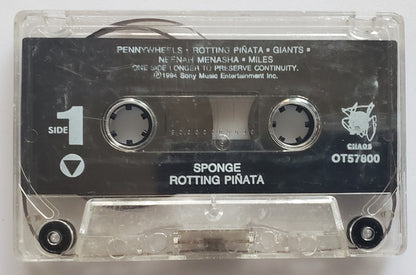 PENNYWHEELS • ROTTING PIÑATA • GIANTS •
NEENAH MENASHA • MILES
ONE SIDE LONGER TO PRESERVE CONTINUITY.
℗1994 Sony Music Entertainment Inc.
SIDE 1
CHAOS
OT57800
SPONGE
ROTTING PIÑATA